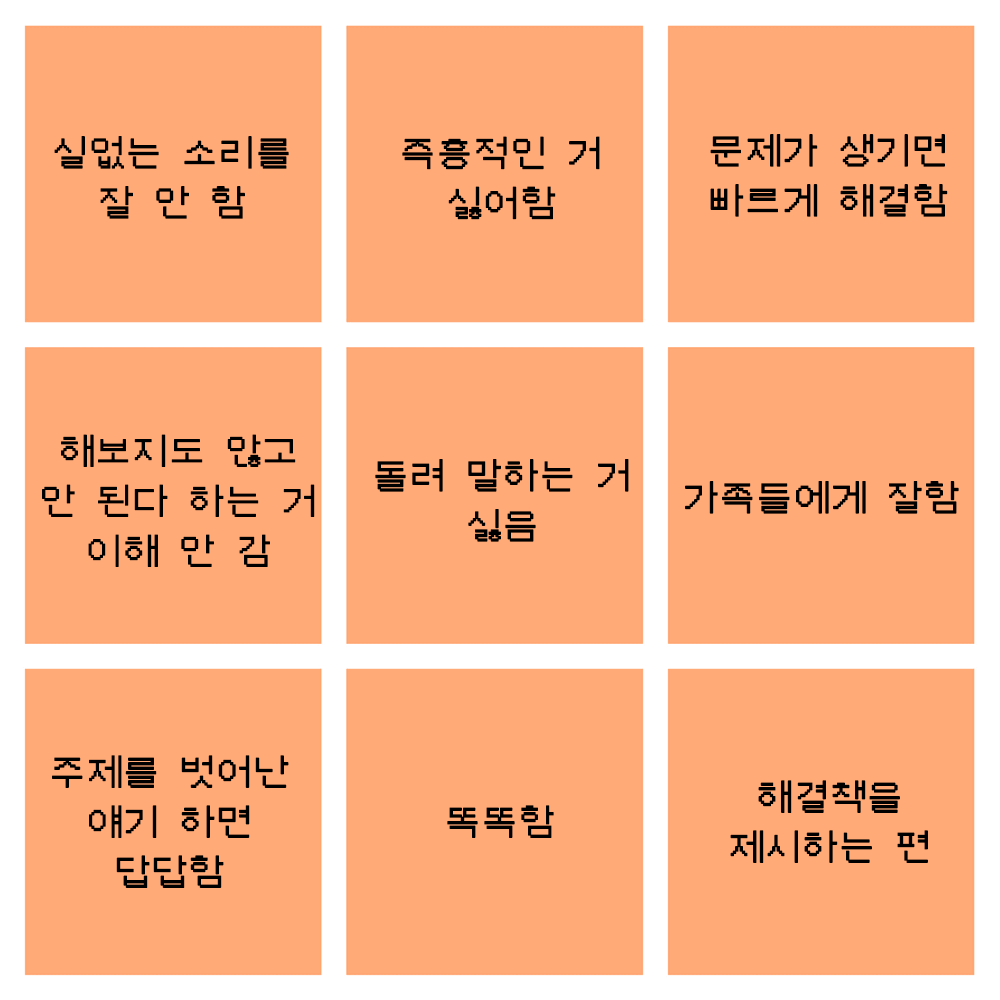 실없는 소리를
잘 안 함
즉흥적인 거
싫어함
문제가 생기면
빠르게 해결함
해보지도 않고
안 된다 하는 거
이해 안 감
돌려 말하는 거
싫음
가족들에게 잘함
주제를 벗어난
얘기 하면
답답함
똑똑함
해결책을
제시하는 편